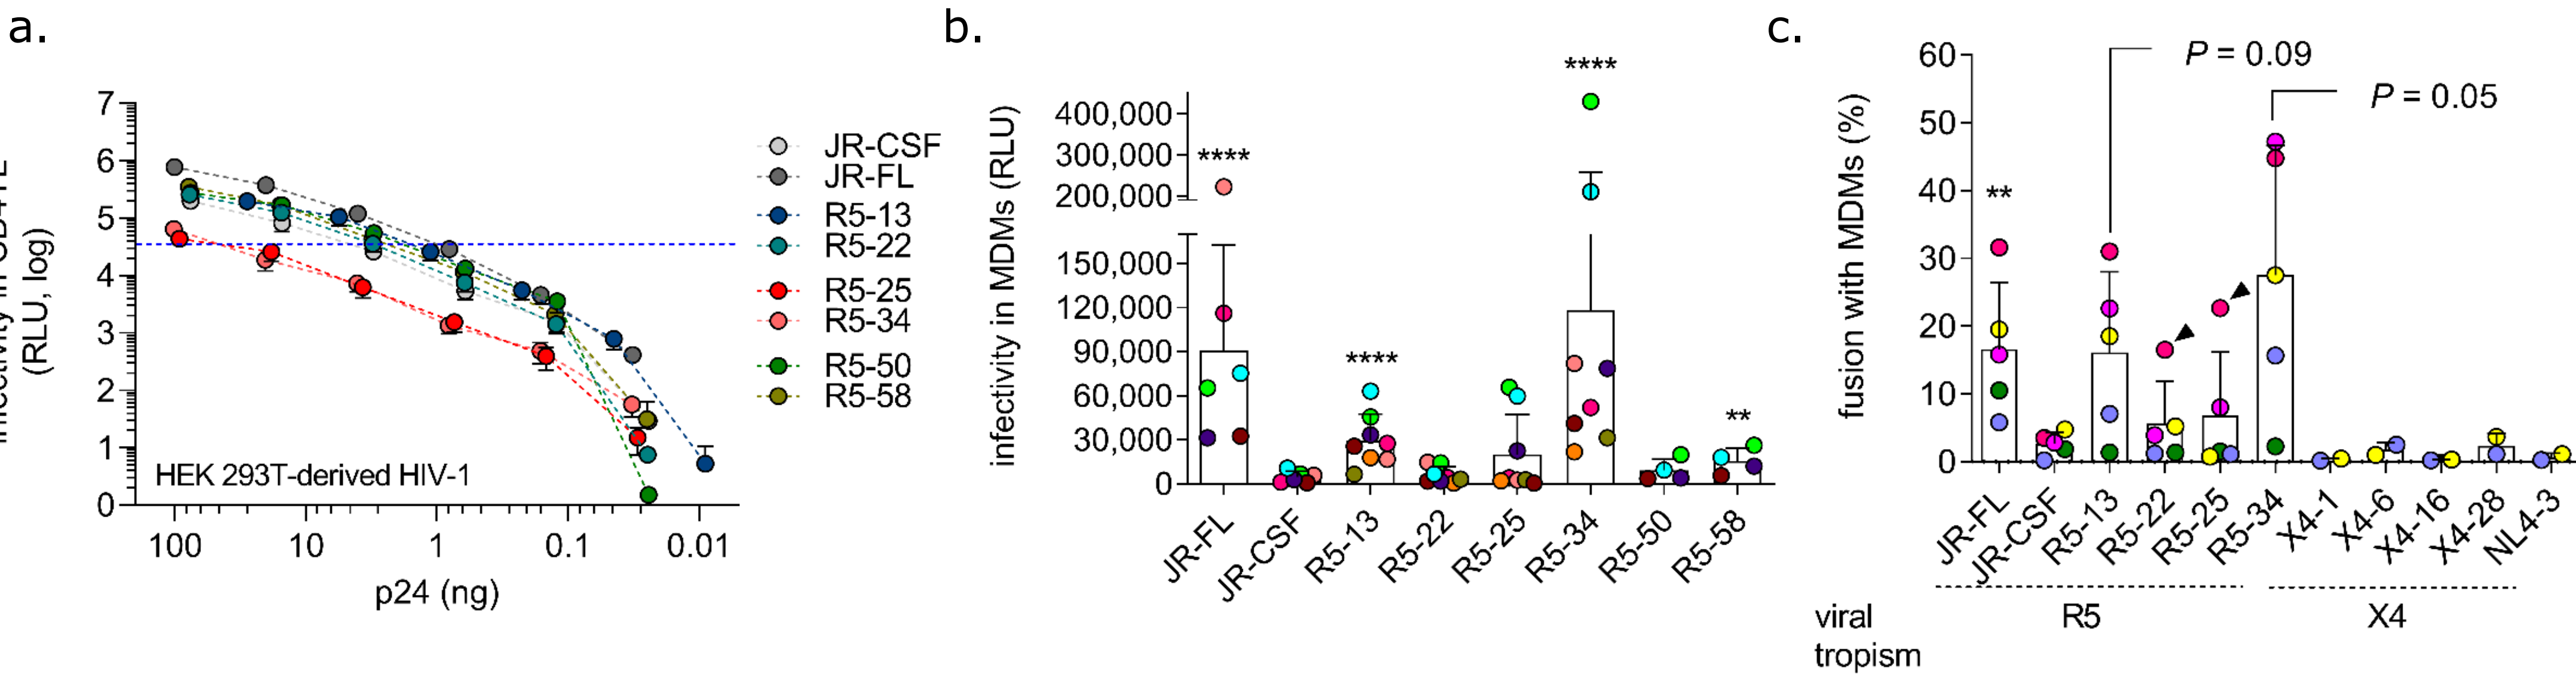 a.
(RLU, log)
7
6
5
4
3
2
1
0
HEK 293T-derived HIV-1
100
10
1
0.1
0.01
p24 (ng)
JR-CSF
JR-FL
R5-13
R5-22
R5-25
R5-34
R5-50
R5-58
b.
infectivity in MDMs (RLU)
400,000
300,000
200,000
150,000
120,000
90,000
60,000
30,000
0
****
****
****
**
JR-FL
JR-CSF
R5-13
R5-22
R5-25
R5-34
R5-50
R5-58
c.
fusion with MDMs (%)
60
50
40
30
20
10
0
**
P = 0.09
P = 0.05
JR-FL
JR-CSF
R5-13
R5-22
R5-25
R5-34
X4-1
X4-6
X4-16
X4-28
NL4-3
viral
tropism
R5
X4